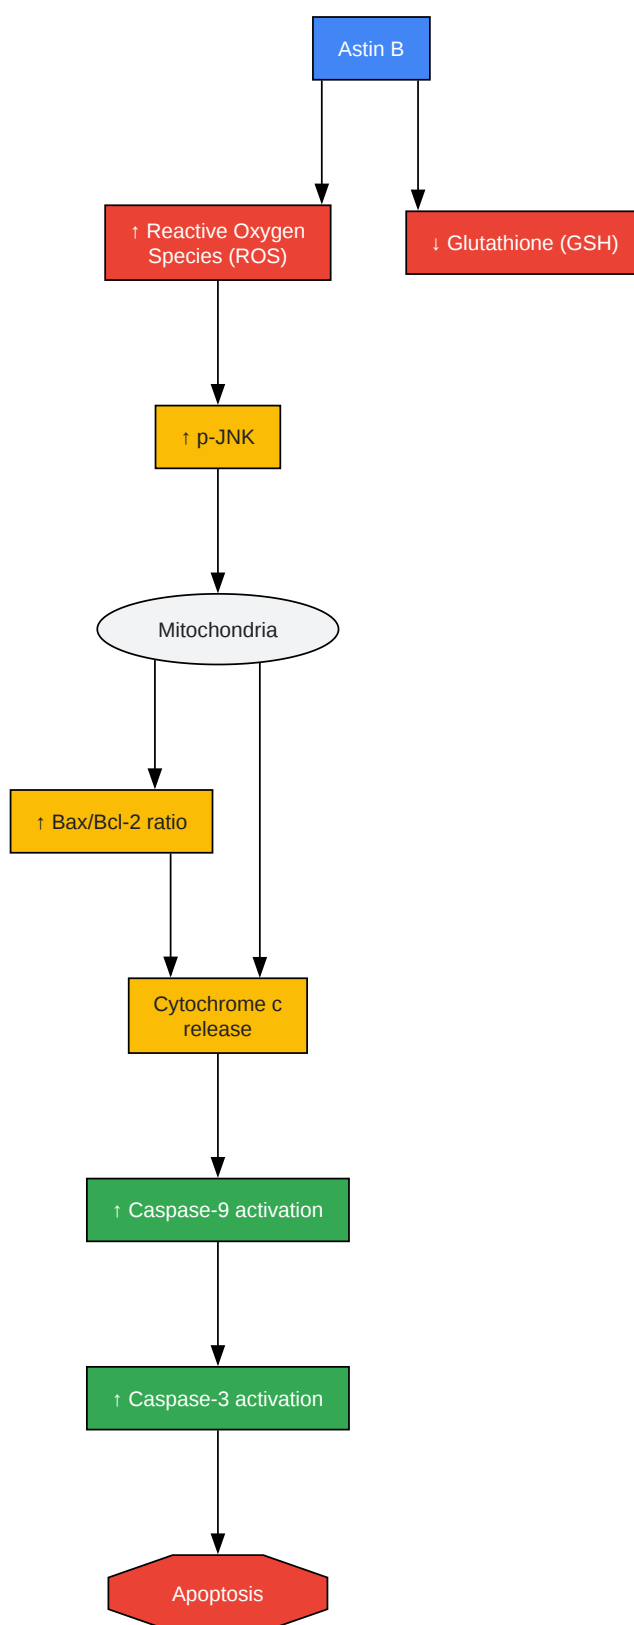 Astin B
↑ Reactive Oxygen
Species (ROS)
↓ Glutathione (GSH)
↑ p-JNK
Mitochondria
↑ Bax/Bcl-2 ratio
Cytochrome c
release
↑ Caspase-9 activation
↑ Caspase-3 activation
Apoptosis